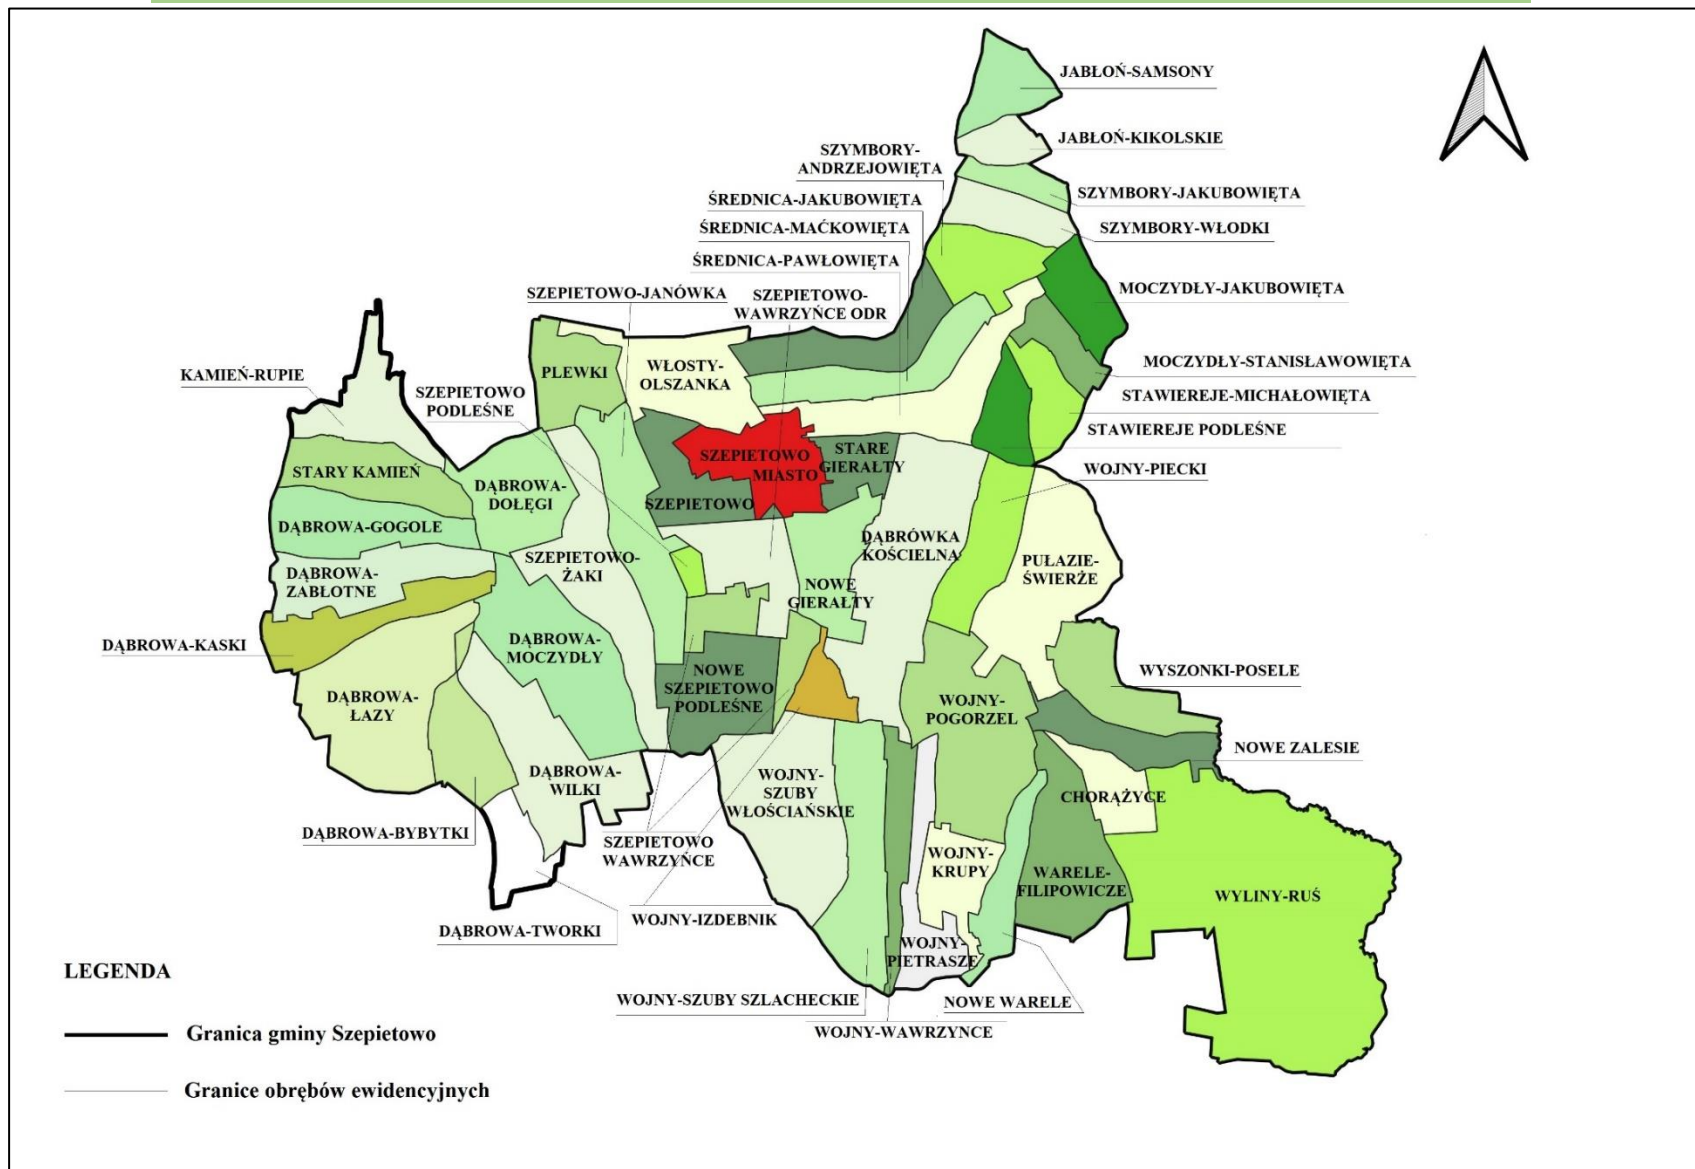 JABŁOŃ-SAMSONY
JABŁOŃ-KIKOLSKIE
SZYMBORY-
ANDRZEJOWIĘTA
SZYMBORY-JAKUBOWIĘTA
ŚREDNICA-JAKUBOWIĘTA
ŚREDNICA-MAĆKOWIĘTA
SZYMBORY-WŁODKI
ŚREDNICA-PAWŁOWIĘTA
SZEPIETOWO-JANÓWKA
SZEPIETOWO-
WAWRZYŃCE ODR
MOCZYDŁY-JAKUBOWIĘTA
KAMIEŃ-RUPIE
PLEWKI
WŁOSTY-
OLSZANKA
MOCZYDŁY-STANISŁAWOWIĘTA
SZEPIETOWO
PODLEŚNE
STAWIEREJE-MICHAŁOWIĘTA
STAWIEREJE PODLEŚNE
STARY KAMIEŃ
DĄBROWA-
DOŁĘGI
SZEPIETOWO
MIASTO
STARE
GIERAŁTY
WOJNY-PIECKI
SZEPIETOWO
DĄBROWA-GOGOLE
DĄBRÓWKA
KOŚCIELNA
SZEPIETOWO-
ŻAKI
DĄBROWA-
ZABŁOTNE
NOWE
GIERAŁTY
PUŁAZIE-
ŚWIERŻE
DĄBROWA-KASKI
DĄBROWA-
MOCZYDŁY
NOWE
SZEPIETOWO
PODLEŚNE
WYSZONKI-POSELE
DĄBROWA-
ŁAZY
WOJNY-
POGORZEL
NOWE ZALESIE
DĄBROWA-
WILKI
WOJNY-
SZUBY
WŁOŚCIAŃSKIE
CHORĄŻYCE
DĄBROWA-BYBYTKI
SZEPIETOWO
WAWRZYŃCE
WOJNY-
KRUPY
WARELE-
FILIPOWICZE
WYLINY-RUŚ
WOJNY-IZDEBNIK
DĄBROWA-TWORKI
WOJNY-
PIETRASZE
WOJNY-SZUBY SZLACHECKIE
NOWE WARELE
WOJNY-WAWRZYNCE
LEGENDA
Granica gminy Szepietowo
Granice obrębów ewidencyjnych